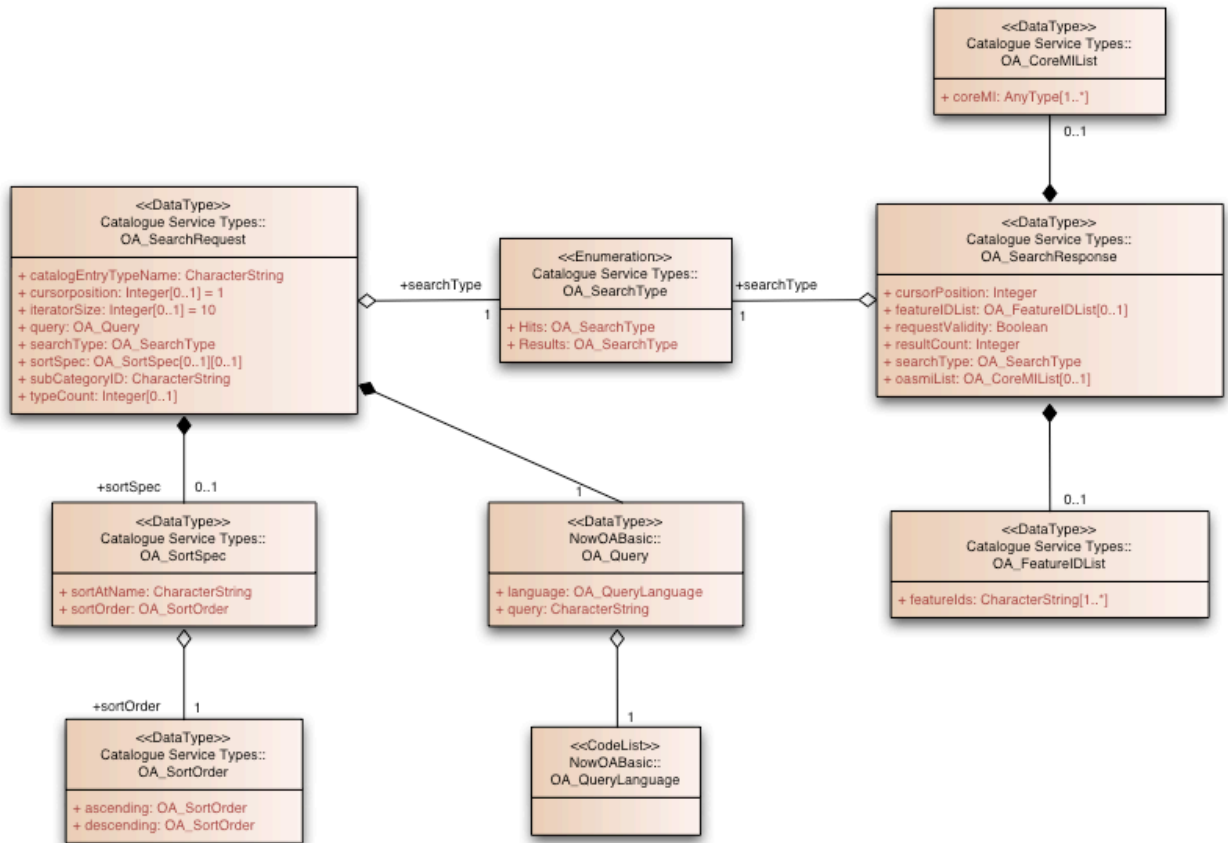 <<DataType>>
Catalogue Service Types::
OA_CoreMIList
+ coreMI: AnyType[1..*]
0..1
<<DataType>>
Catalogue Service Types::
OA_SearchRequest
+ catalogEntryTypeName: CharacterString
+ cursorposition: Integer[0..1] = 1
+ iteratorSize: Integer[0..1] = 10
+ query: OA_Query
+ searchType: OA_SearchType
+ sortSpec: OA_SortSpec[0..1][0..1]
+ subCategoryID: CharacterString
+ typeCount: Integer[0..1]
+searchType
1
<<Enumeration>>
Catalogue Service Types::
OA_SearchType
+ Hits: OA_SearchType
+ Results: OA_SearchType
+searchType
1
<<DataType>>
Catalogue Service Types::
OA_SearchResponse
+ cursorPosition: Integer
+ featureIDList: OA_FeatureIDList[0..1]
+ requestValidity: Boolean
+ resultCount: Integer
+ searchType: OA_SearchType
+ oasmiList: OA_CoreMIList[0..1]
+sortSpec
0..1
1
0..1
<<DataType>>
Catalogue Service Types::
OA_SortSpec
+ sortAtName: CharacterString
+ sortOrder: OA_SortOrder
<<DataType>>
NowOABasic::
OA_Query
+ language: OA_QueryLanguage
+ query: CharacterString
<<DataType>>
Catalogue Service Types::
OA_FeatureIDList
+ featureIds: CharacterString[1..*]
+sortOrder
1
1
<<DataType>>
Catalogue Service Types::
OA_SortOrder
+ ascending: OA_SortOrder
+ descending: OA_SortOrder
<<CodeList>>
NowOABasic::
OA_QueryLanguage